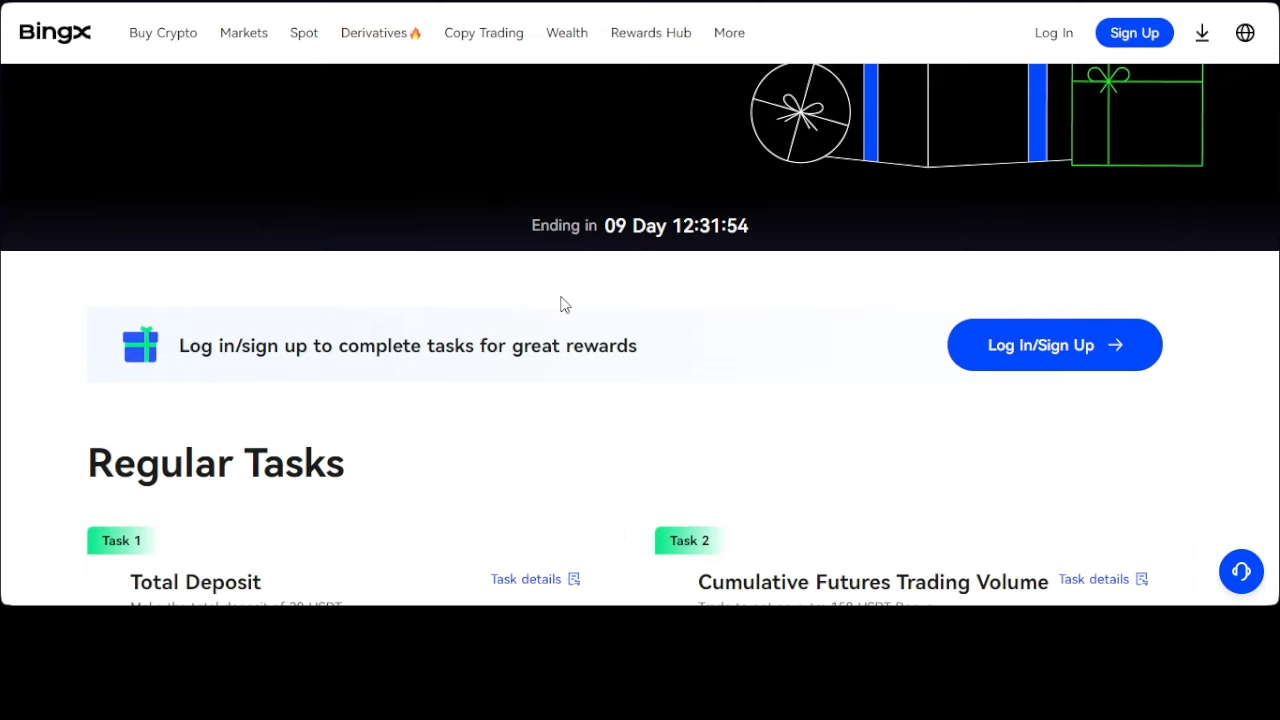 BingX
Buy Crypto Markets Spot Derivatives🔥 Copy Trading Wealth Rewards Hub More Log In Sign Up
Ending in 09 Day 12:31:54
Log in/sign up to complete tasks for great rewards
Log In/Sign Up →
Regular Tasks
Task 1
Total Deposit Task details
Task 2
Cumulative Futures Trading Volume Task details